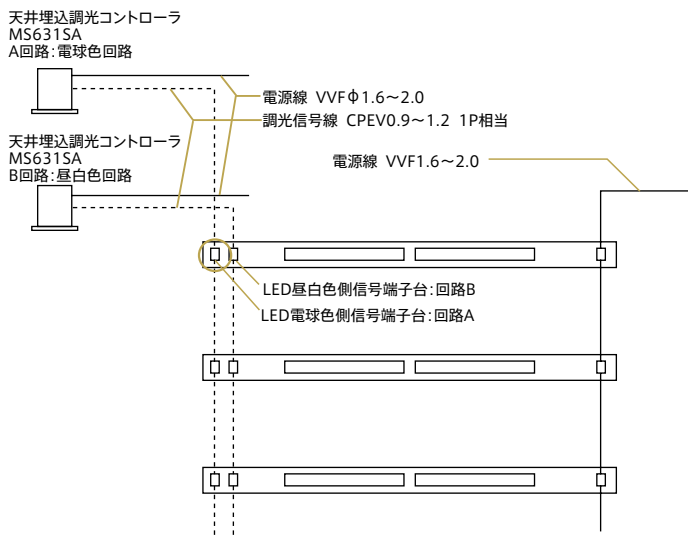 天井埋込調光コントローラ
MS631SA
A回路:電球色回路
電源線 VVFφ1.6～2.0
調光信号線 CPEV0.9～1.2 1P相当
天井埋込調光コントローラ
MS631SA
B回路:昼白色回路
電源線 VVF1.6～2.0
LED昼白色側信号端子台:回路B
LED電球色側信号端子台:回路A